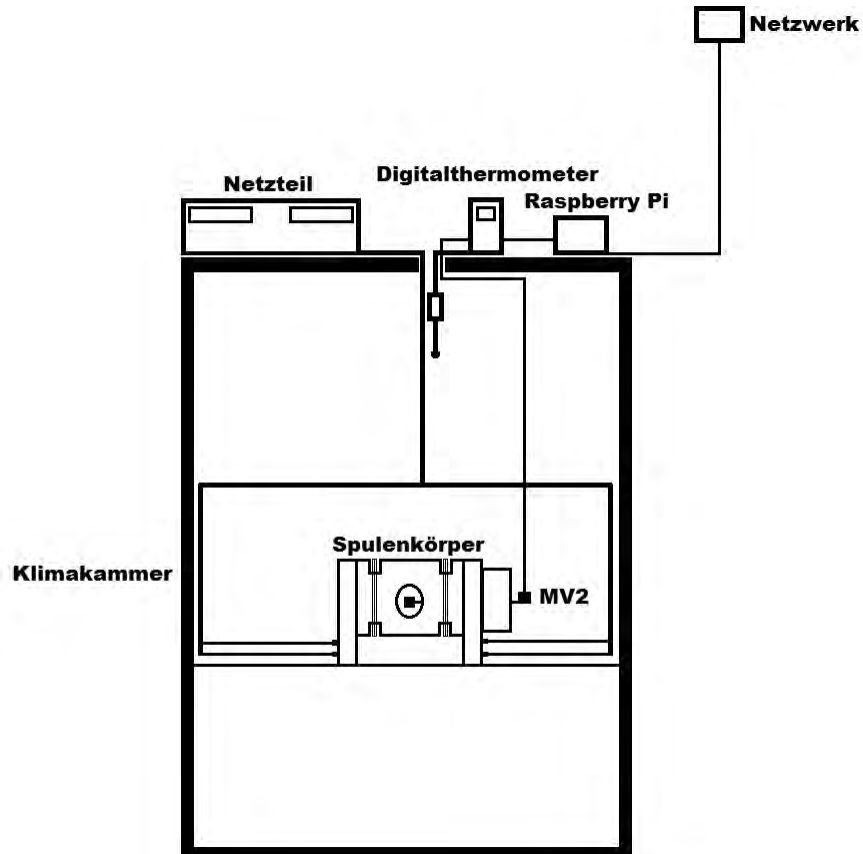 Netzwerk
Digitalthermometer
Netzteil
Raspberry Pi
Spulenkörper
Klimakammer
MV2